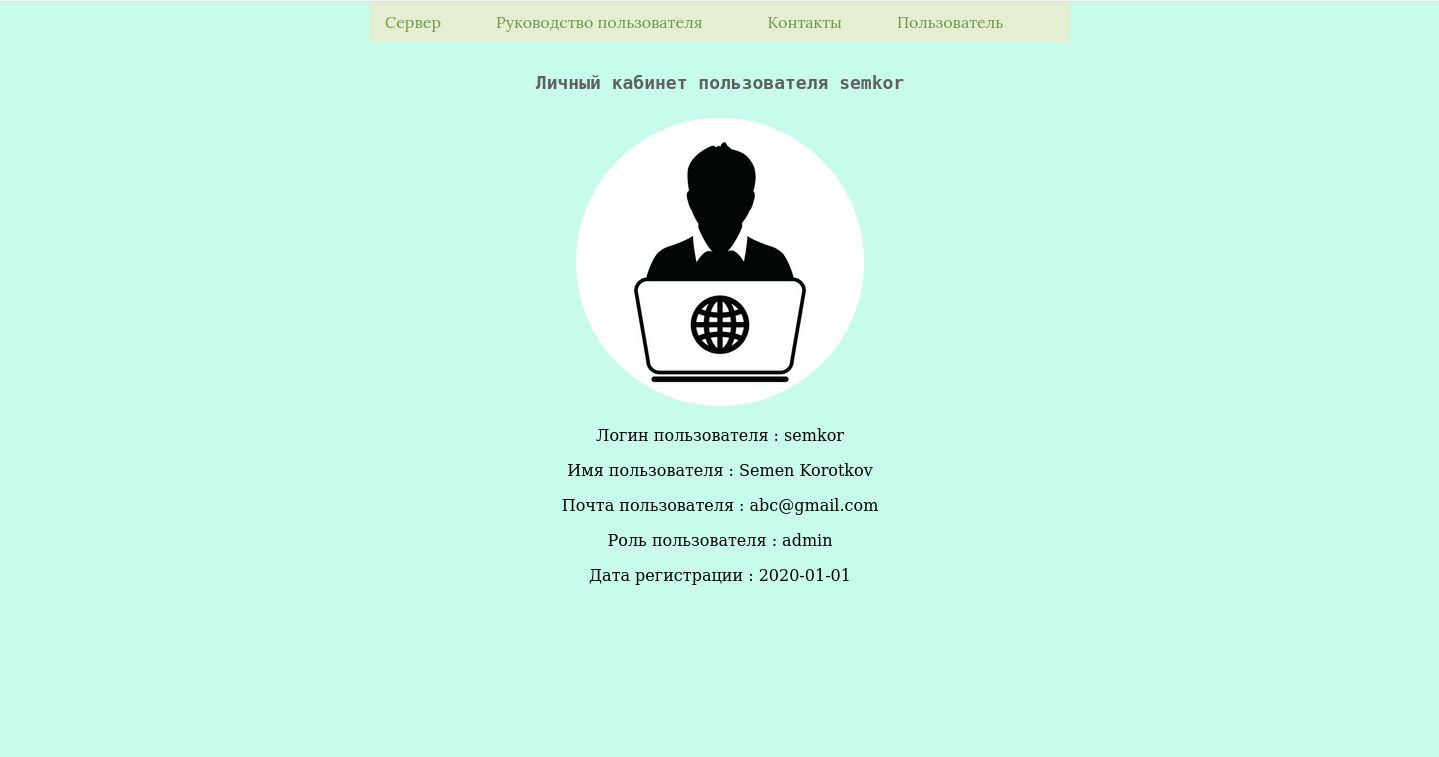 Сервер Руководство пользователя Контакты Пользователь
Личный кабинет пользователя semkor
Логин пользователя : semkor
Имя пользователя : Semen Korotkov
Почта пользователя : abc@gmail.com
Роль пользователя : admin
Дата регистрации : 2020-01-01